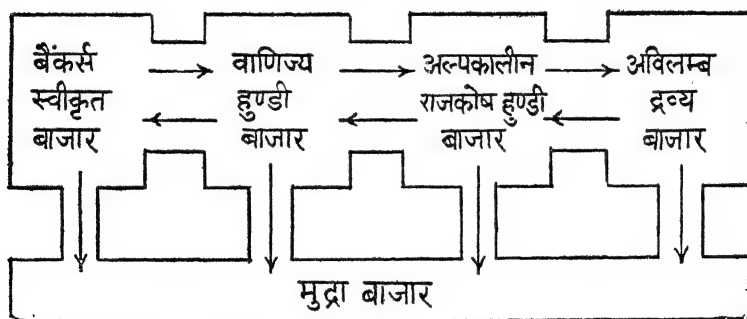 बैंकर्स
स्वीकृत
बाजार
वाणिज्य
हुण्डी
बाजार
अल्पकालीन
राजकोष हुण्डी
बाजार
अविलम्ब
द्रव्य
बाजार
मुद्रा बाजार